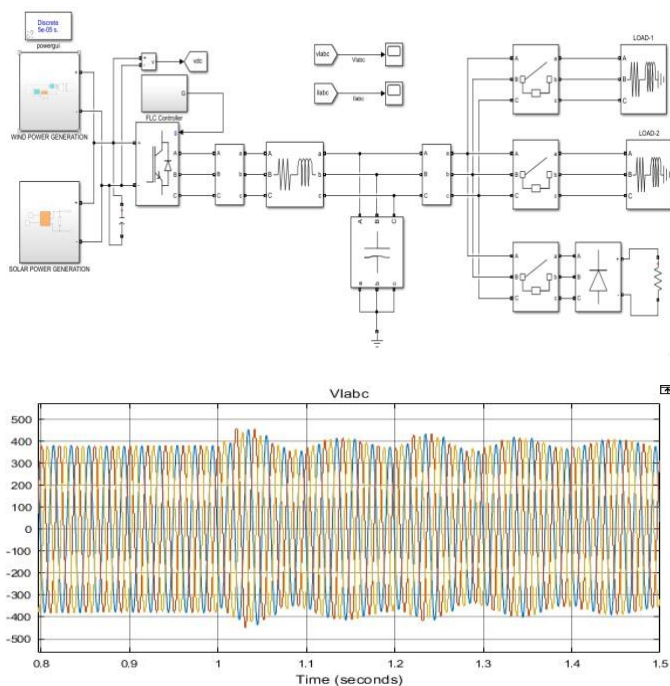 Discrete
5e-05 s.
powergui
WIND POWER GENERATION
SOLAR POWER GENERATION
+
-
v
vdc
FLC Controller
G
g
+
-
A
B
C
A
B
C
a
b
c
A
B
C
a
b
c
vlabc
Vlabc
Ilabc
Ilabc
A
B
C
A
B
C
a
b
c
A
B
C
a
b
c
LOAD-1
A
B
C
A
B
C
a
b
c
LOAD-2
A
B
C
A
B
C
a
b
c
A
B
C
+
-
Vlabc
500
400
300
200
100
0
-100
-200
-300
-400
-500
0.8
0.9
1
1.1
1.2
1.3
1.4
1.5
Time (seconds)